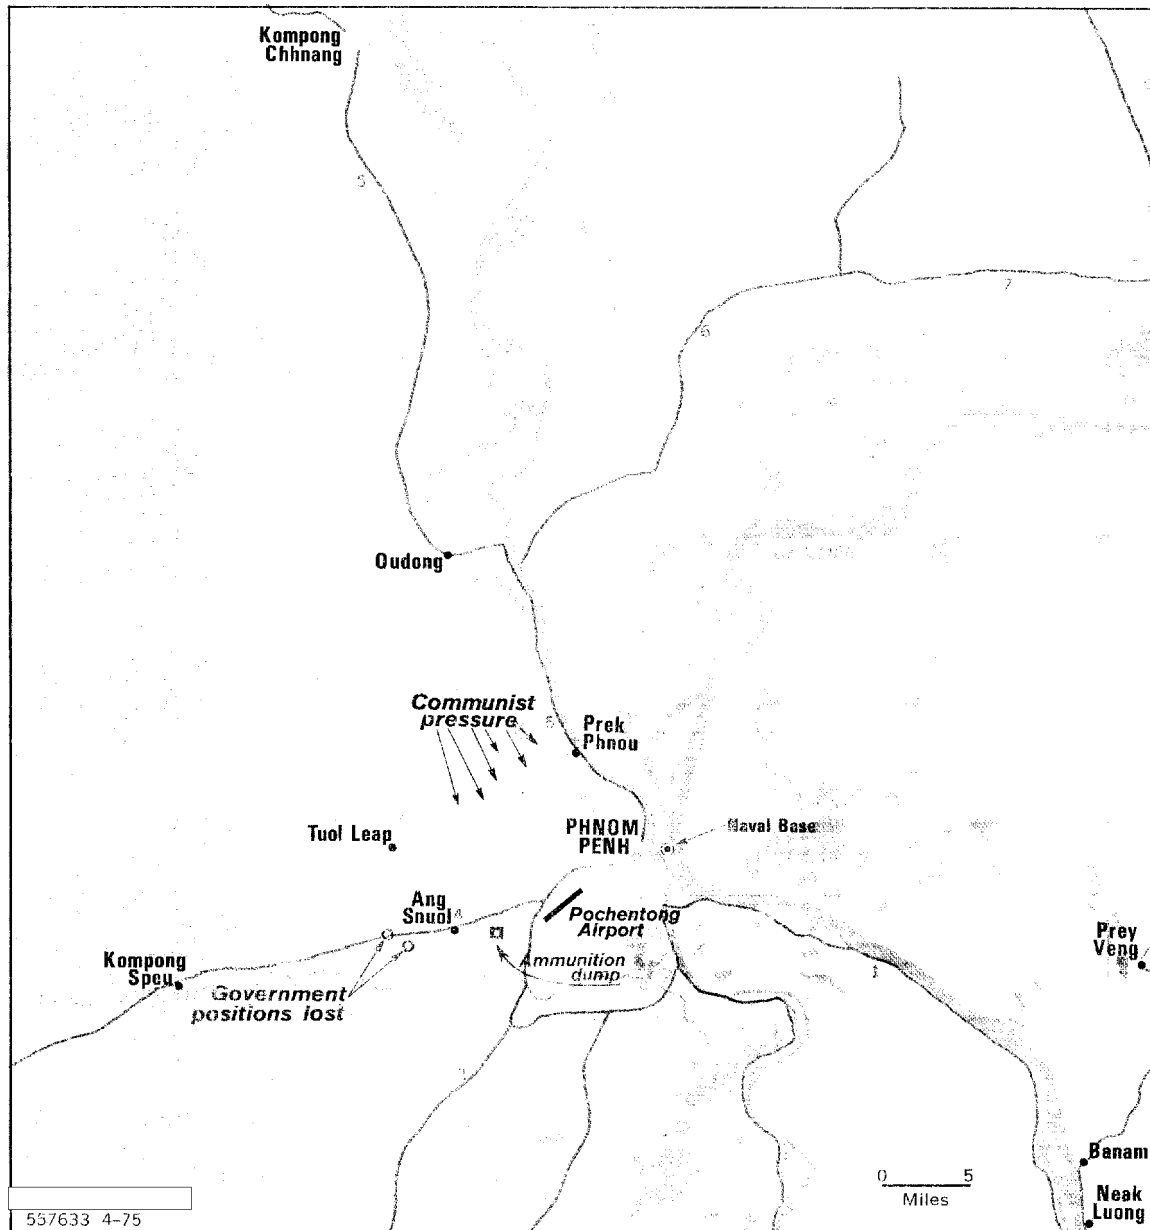 Kompong
Chhnang
5
7
6
Oudong
Communist
pressure
5
Prek
Phnou
Tuol Leap
PHNOM
PENH
Naval Base
Ang
Snuol
4
Pochentong
Airport
Prey
Veng
Kompong
Speu
Ammunition
dump
1
Government
positions lost
0 5
Miles
Banam
Neak
Luong
557633 4-75